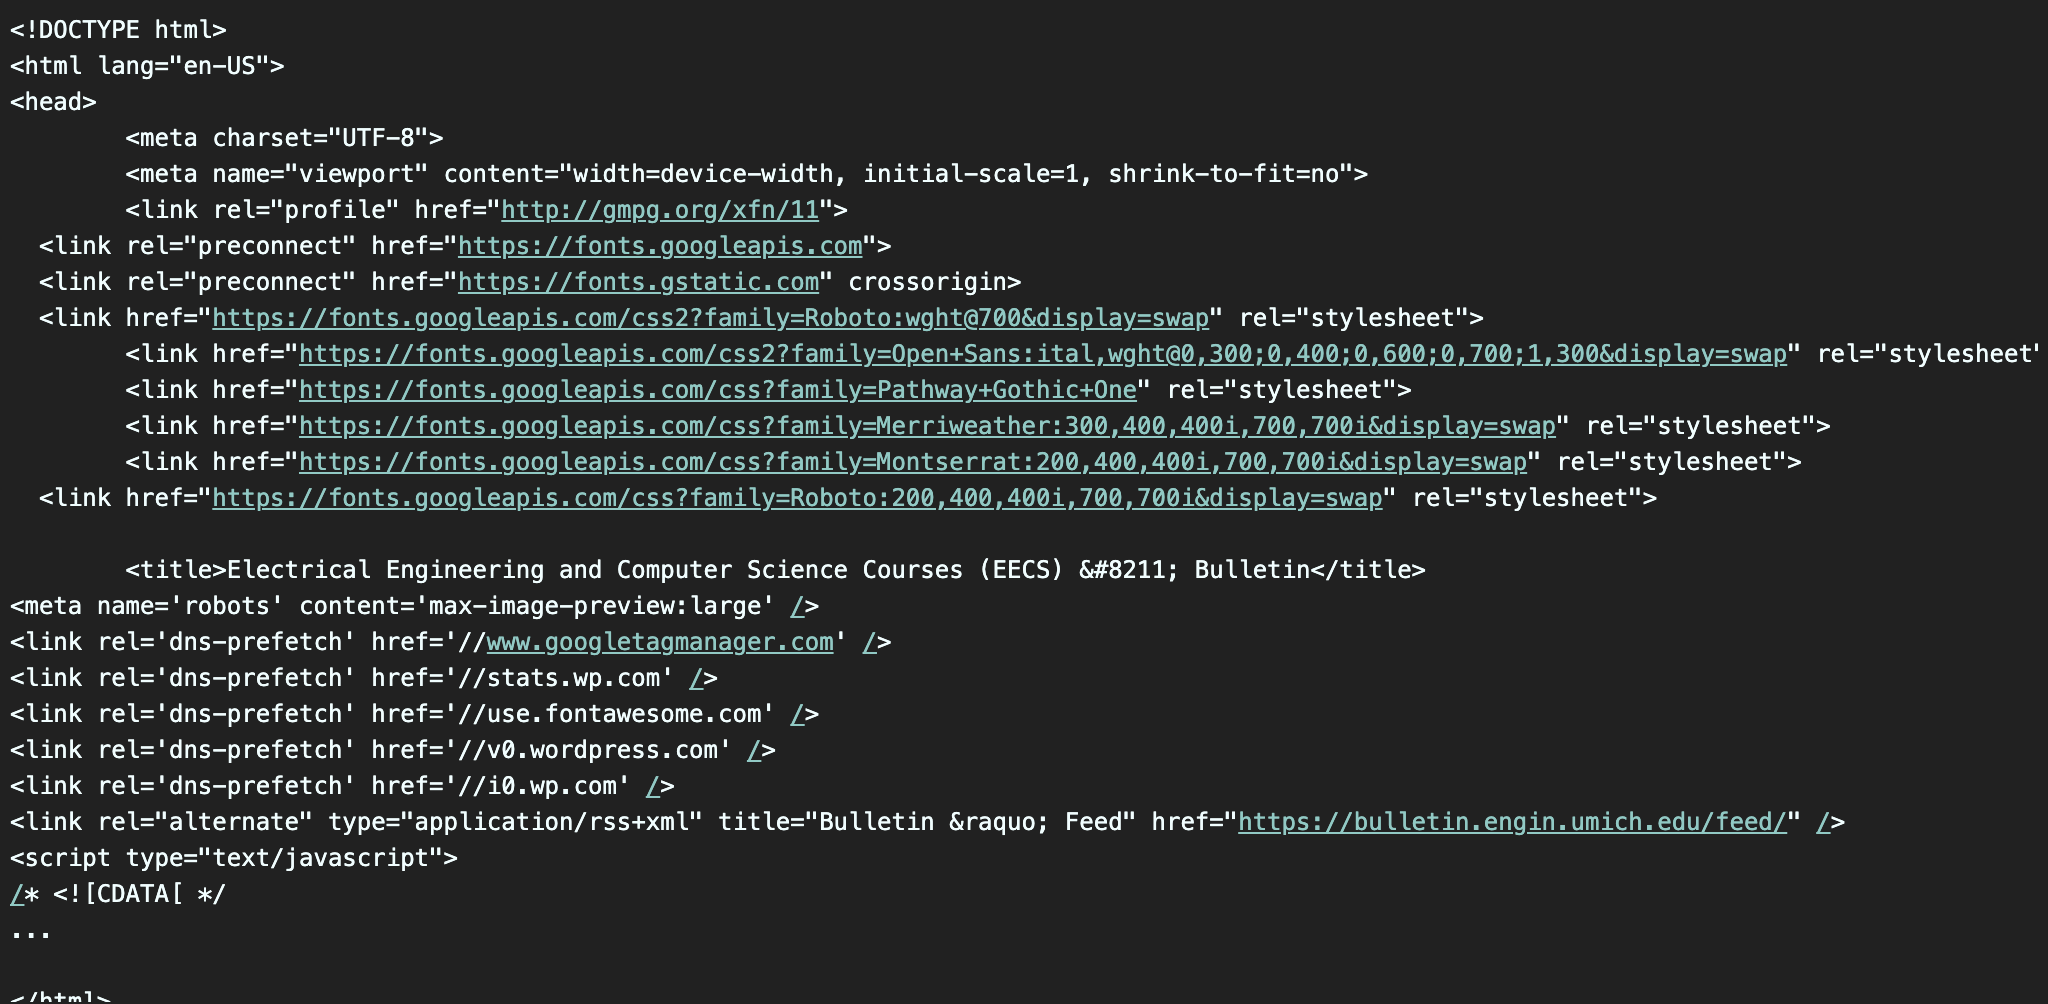 <!DOCTYPE html>
<html lang="en-US">
<head>
<meta charset="UTF-8">
<meta name="viewport" content="width=device-width, initial-scale=1, shrink-to-fit=no">
<link rel="profile" href="http://gmpg.org/xfn/11">
<link rel="preconnect" href="https://fonts.googleapis.com">
<link rel="preconnect" href="https://fonts.gstatic.com" crossorigin>
<link href="https://fonts.googleapis.com/css2?family=Roboto:wght@700&display=swap" rel="stylesheet">
<link href="https://fonts.googleapis.com/css2?family=Open+Sans:ital,wght@0,300;0,400;0,600;0,700;1,300&display=swap" rel="stylesheet"
<link href="https://fonts.googleapis.com/css?family=Pathway+Gothic+One" rel="stylesheet">
<link href="https://fonts.googleapis.com/css?family=Merriweather:300,400,400i,700,700i&display=swap" rel="stylesheet">
<link href="https://fonts.googleapis.com/css?family=Montserrat:200,400,400i,700,700i&display=swap" rel="stylesheet">
<link href="https://fonts.googleapis.com/css?family=Roboto:200,400,400i,700,700i&display=swap" rel="stylesheet">
<title>Electrical Engineering and Computer Science Courses (EECS) &#8211; Bulletin</title>
<meta name='robots' content='max-image-preview:large' />
<link rel='dns-prefetch' href='//www.googletagmanager.com' />
<link rel='dns-prefetch' href='//stats.wp.com' />
<link rel='dns-prefetch' href='//use.fontawesome.com' />
<link rel='dns-prefetch' href='//v0.wordpress.com' />
<link rel='dns-prefetch' href='//i0.wp.com' />
<link rel="alternate" type="application/rss+xml" title="Bulletin &raquo; Feed" href="https://bulletin.engin.umich.edu/feed/" />
<script type="text/javascript">
/* <![CDATA[ */
...
</html>